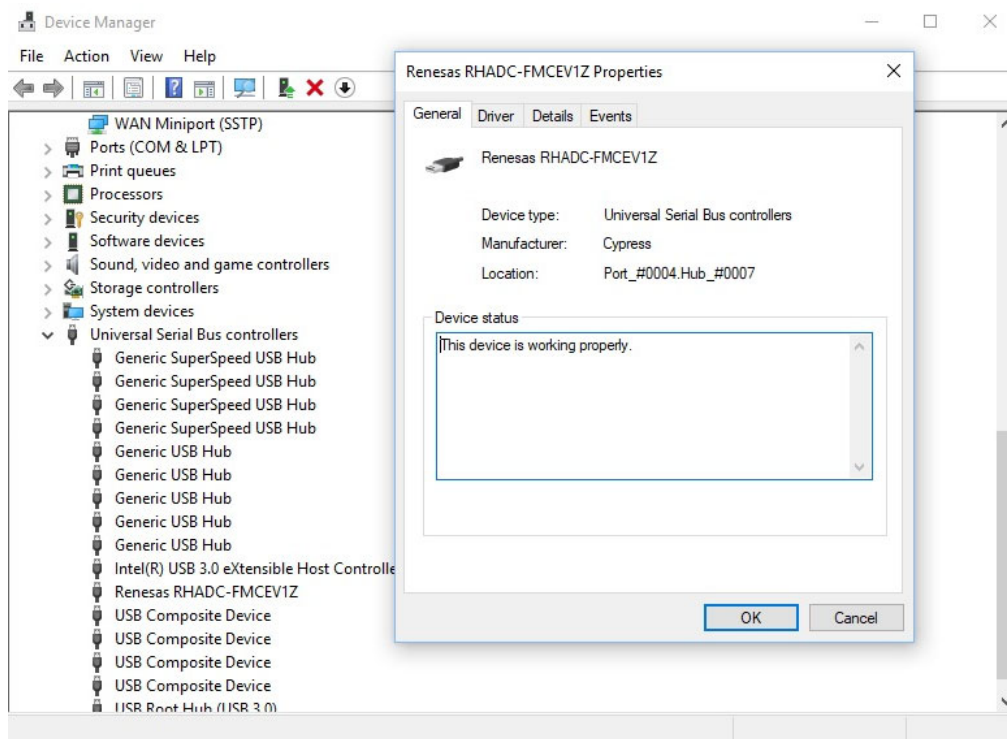 Device Manager
File Action View Help
WAN Miniport (SSTP)
Ports (COM & LPT)
Print queues
Processors
Security devices
Software devices
Sound, video and game controllers
Storage controllers
System devices
Universal Serial Bus controllers
Generic SuperSpeed USB Hub
Generic SuperSpeed USB Hub
Generic SuperSpeed USB Hub
Generic SuperSpeed USB Hub
Generic USB Hub
Generic USB Hub
Generic USB Hub
Generic USB Hub
Generic USB Hub
Intel(R) USB 3.0 eXtensible Host Controlle
Renesas RHADC-FMCEV1Z
USB Composite Device
USB Composite Device
USB Composite Device
USB Composite Device
USB Root Hub (USB 3.0)
Renesas RHADC-FMCEV1Z Properties
General Driver Details Events
Renesas RHADC-FMCEV1Z
Device type: Universal Serial Bus controllers
Manufacturer: Cypress
Location: Port_#0004.Hub_#0007
Device status
This device is working properly.
OK Cancel